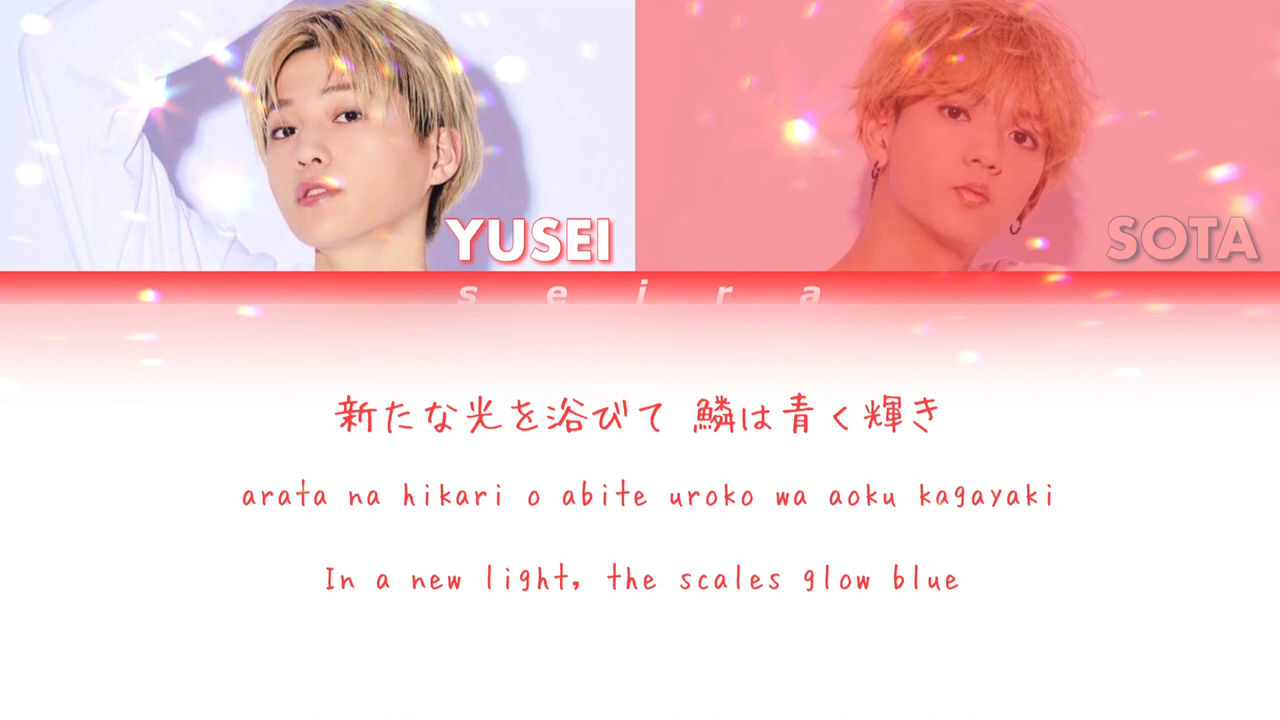 YUSEI
SOTA
seira
新たな光を浴びて 鱗は青く輝き
arata na hikari o abite uroko wa aoku kagayaki
In a new light, the scales glow blue